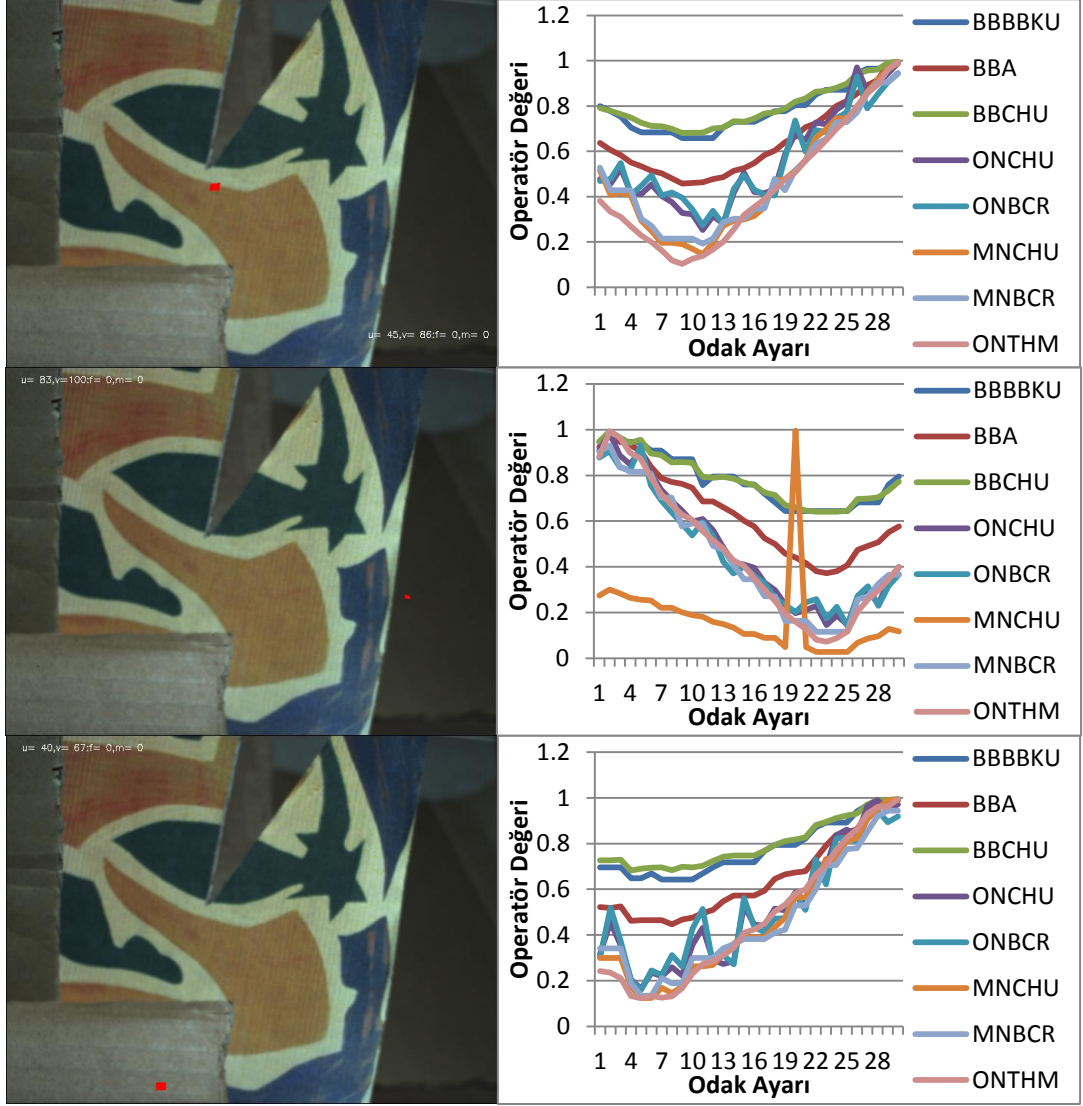 u= 45,v= 86:f= 0,m= 0
Operatör Değeri
1.2
1
0.8
0.6
0.4
0.2
0
1 4 7 10 13 16 19 22 25 28
Odak Ayarı
BBBBKU
BBA
BBCHU
ONCHU
ONBCR
MNCHU
MNBCR
ONTHM
u= 83,v=100:f= 0,m= 0
Operatör Değeri
1.2
1
0.8
0.6
0.4
0.2
0
1 4 7 10 13 16 19 22 25 28
Odak Ayarı
BBBBKU
BBA
BBCHU
ONCHU
ONBCR
MNCHU
MNBCR
ONTHM
u= 40,v= 67:f= 0,m= 0
Operatör Değeri
1.2
1
0.8
0.6
0.4
0.2
0
1 4 7 10 13 16 19 22 25 28
Odak Ayarı
BBBBKU
BBA
BBCHU
ONCHU
ONBCR
MNCHU
MNBCR
ONTHM